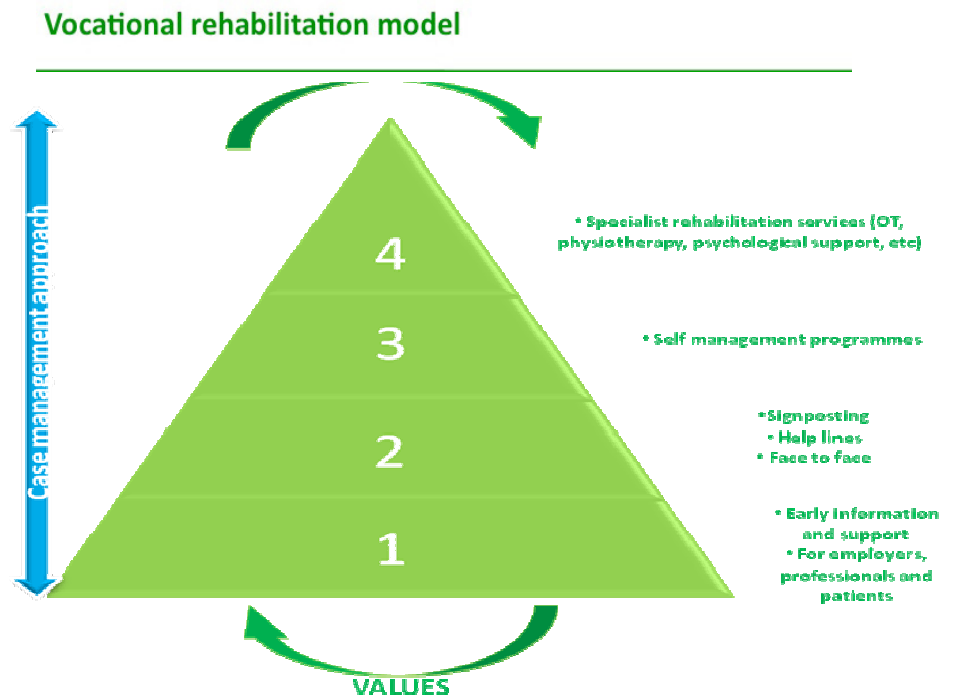 Vocational rehabilitation model
Case management approach
4
• Specialist rehabilitation services (OT,
physiotherapy, psychological support, etc)
3
• Self management programmes
2
•Signposting
• Help lines
• Face to face
1
• Early information
and support
• For employers,
professionals and
patients
VALUES